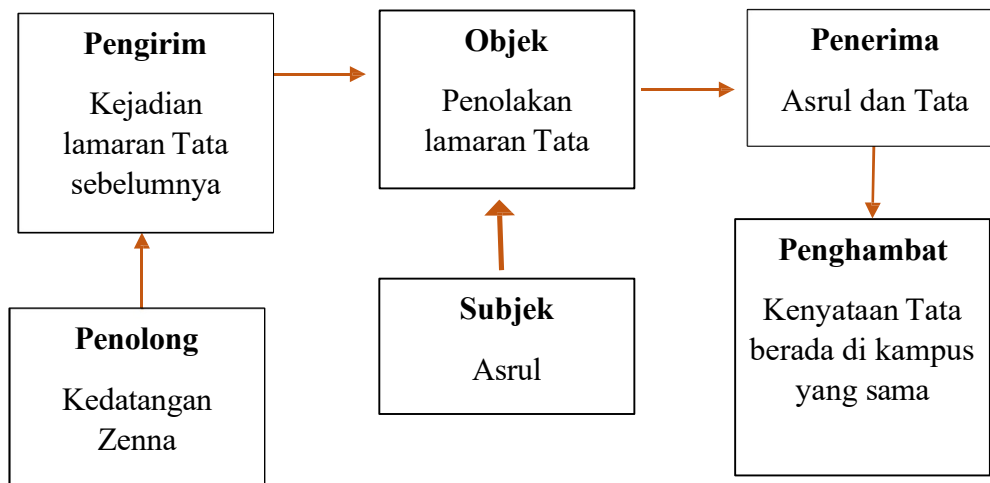 Pengirim
Kejadian
lamaran Tata
sebelumnya
Objek
Penolakan
lamaran Tata
Penerima
Asrul dan Tata
Penolong
Kedatangan
Zenna
Subjek
Asrul
Penghambat
Kenyataan Tata
berada di kampus
yang sama